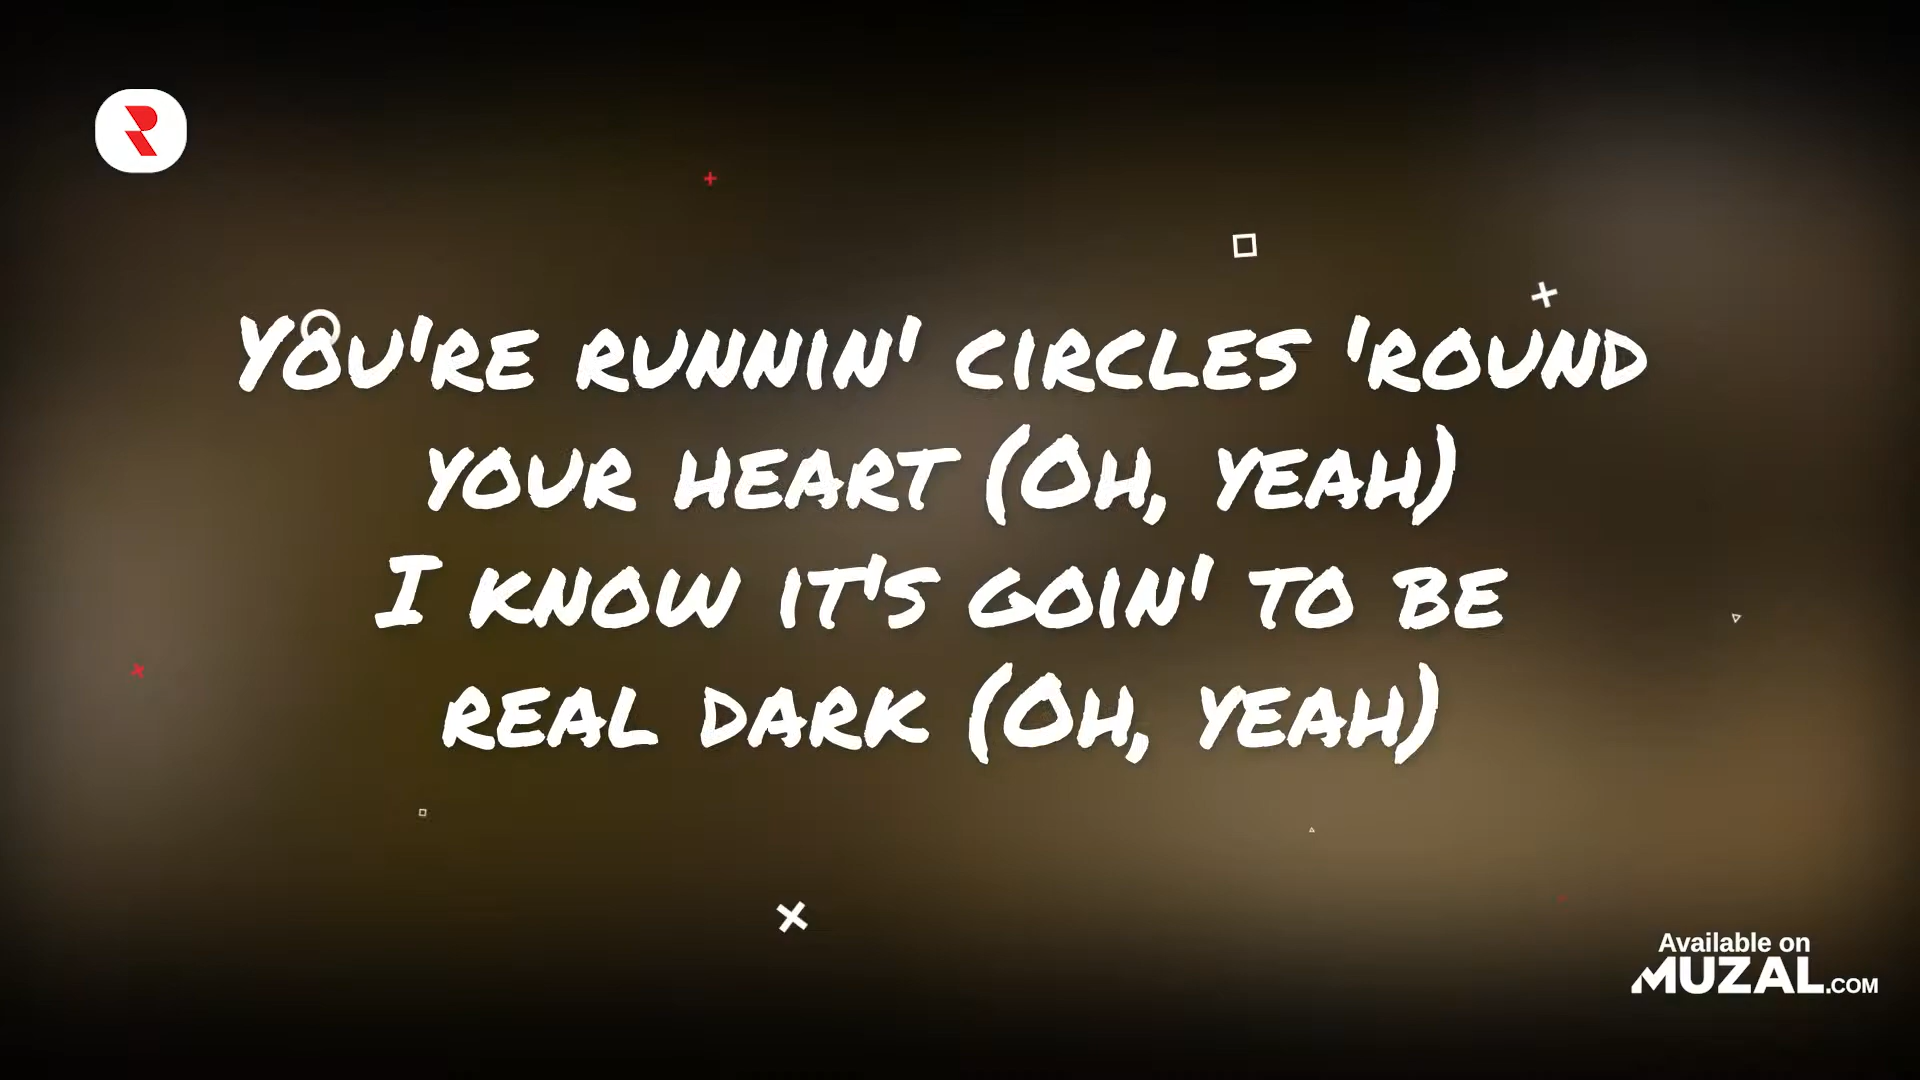 You're runnin' circles 'round
your heart (Oh, yeah)
I know it's goin' to be
real dark (Oh, yeah)
Available on
MUZAL.COM